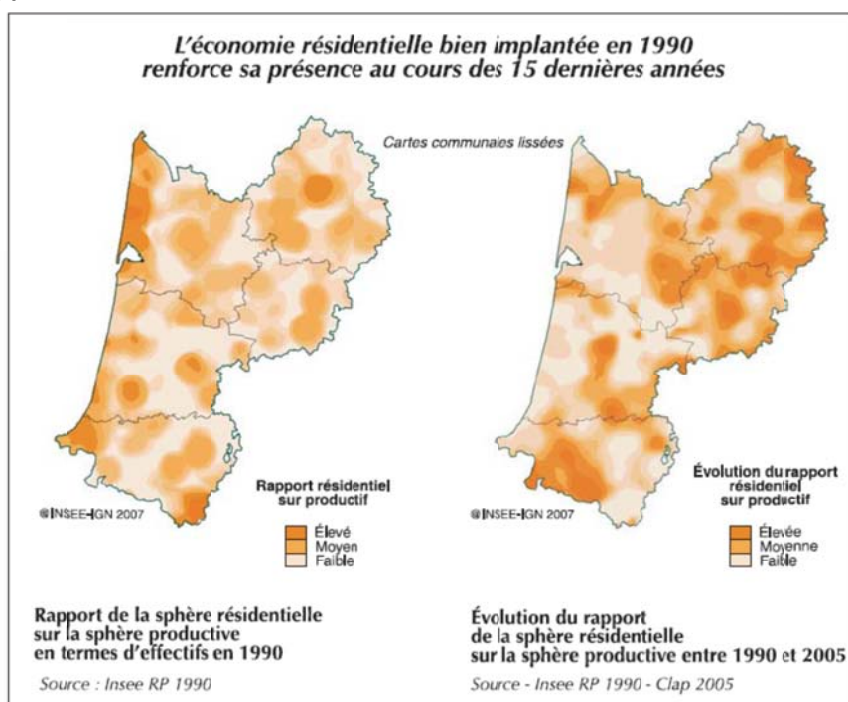 L'économie résidentielle bien implantée en 1990
renforce sa présence au cours des 15 dernières années
Cartes communales lissées
Rapport résidentiel
sur productif
@INSEE-IGN 2007
Élevé
Moyen
Faible
Évolution du rapport
résidentiel
sur productif
@INSEE-IGN 2007
Élevée
Moyenne
Faible
Rapport de la sphère résidentielle
sur la sphère productive
en termes d'effectifs en 1990
Source : Insee RP 1990
Évolution du rapport
de la sphère résidentielle
sur la sphère productive entre 1990 et 2005
Source - Insee RP 1990 - Clap 2005